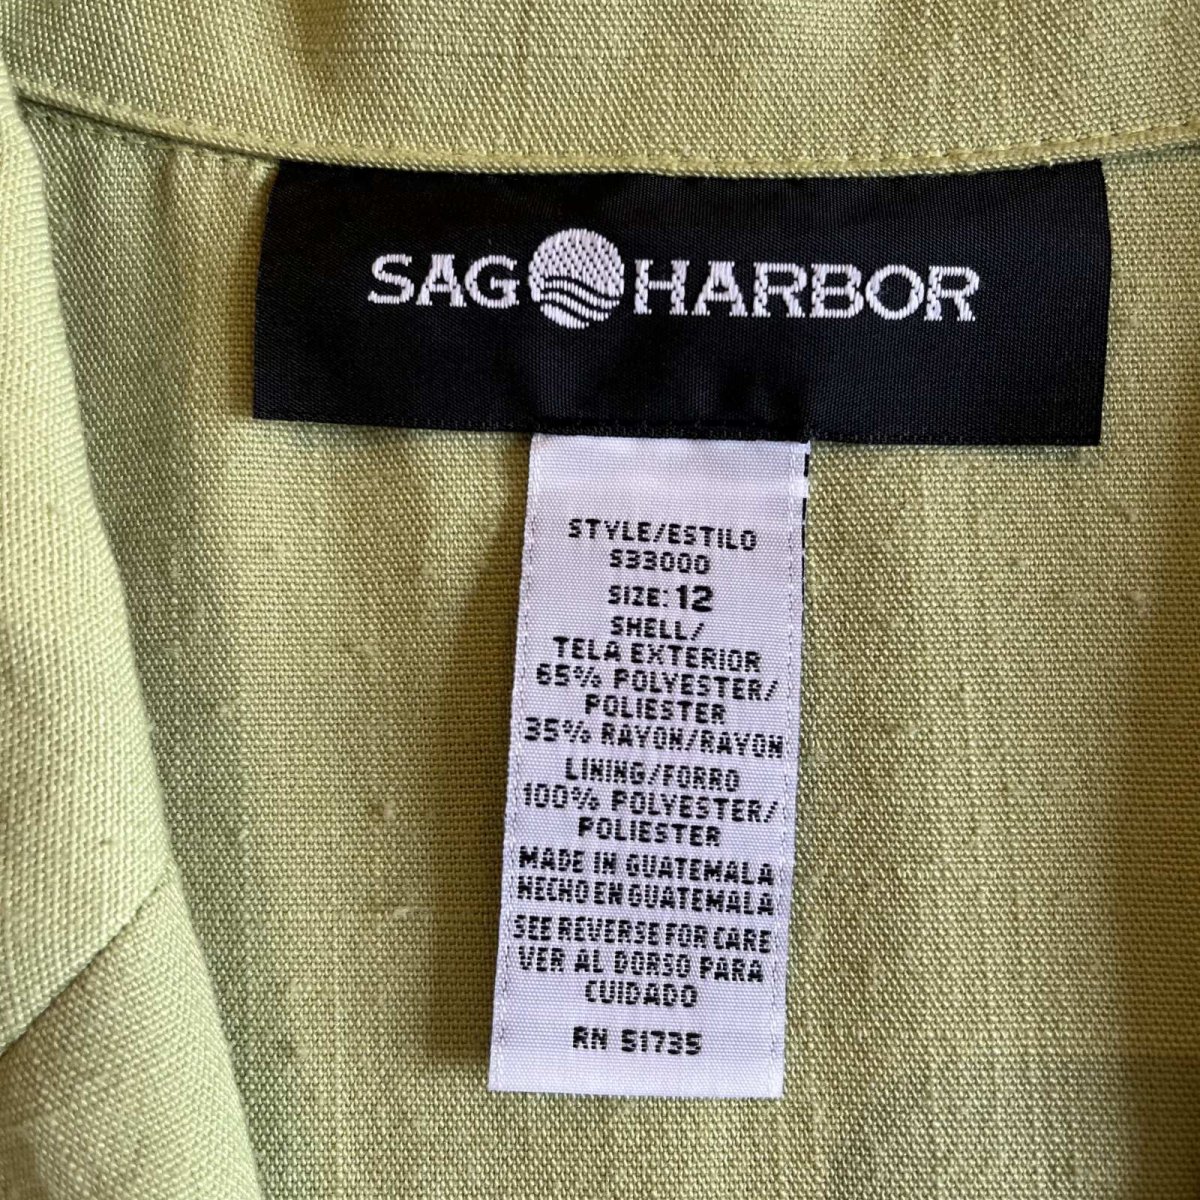 SAG HARBOR
STYLE/ESTILO
S33000
SIZE: 12
SHELL/
TELA EXTERIOR
65% POLYESTER/
POLIESTER
35% RAYON/RAYON
LINING/FORRO
100% POLYESTER/
POLIESTER
MADE IN GUATEMALA
HECHO EN GUATEMALA
SEE REVERSE FOR CARE
VER AL DORSO PARA
CUIDADO
RN 51735